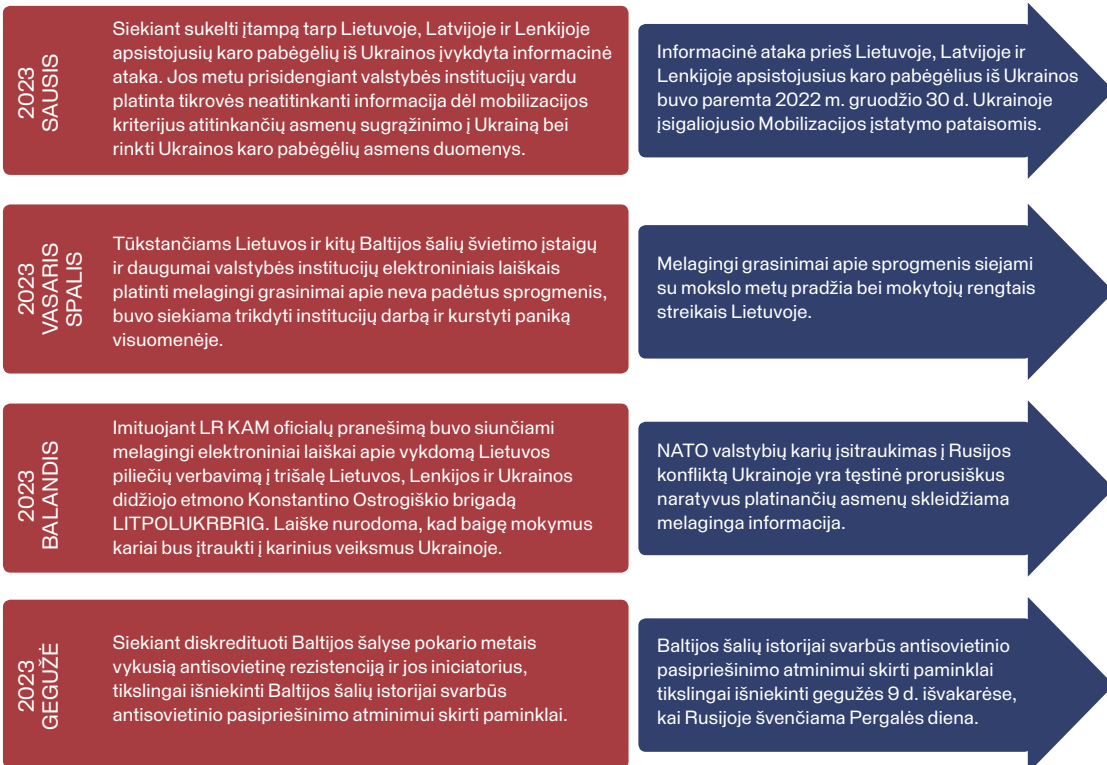 2023
SAUSIS
Siekiant sukelti įtampą tarp Lietuvoje, Latvijoje ir Lenkijoje
apsistojusių karo pabėgėlių iš Ukrainos įvykdyta informacinė
ataka. Jos metu prisidengiant valstybės institucijų vardu
platinta tikrovės neatitinkanti informacija dėl mobilizacijos
kriterijus atitinkančių asmenų sugrąžinimo į Ukrainą bei
rinkti Ukrainos karo pabėgėlių asmens duomenys.
Informacinė ataka prieš Lietuvoje, Latvijoje ir
Lenkijoje apsistojusius karo pabėgėlius iš Ukrainos
buvo paremta 2022 m. gruodžio 30 d. Ukrainoje
įsigaliojusio Mobilizacijos įstatymo pataisomis.
2023
VASARIS
SPALIS
Tūkstančiams Lietuvos ir kitų Baltijos šalių švietimo įstaigų
ir daugumai valstybės institucijų elektroniniais laiškais
platinti melagingi grasinimai apie neva padėtus sprogmenis,
buvo siekiama trikdyti institucijų darbą ir kurstyti paniką
visuomenėje.
Melagingi grasinimai apie sprogmenis siejami
su mokslo metų pradžia bei mokytojų rengtais
streikais Lietuvoje.
2023
BALANDIS
Imituojant LR KAM oficialų pranešimą buvo siunčiami
melagingi elektroniniai laiškai apie vykdomą Lietuvos
piliečių verbavimą į trišalę Lietuvos, Lenkijos ir Ukrainos
didžiojo etmono Konstantino Ostrogiškio brigadą
LITPOLUKRBRIG. Laiške nurodoma, kad baigę mokymus
kariai bus įtraukti į karinius veiksmus Ukrainoje.
NATO valstybių karių įsitraukimas į Rusijos
konfliktą Ukrainoje yra tęstinė prorusiškus
naratyvus platinančių asmenų skleidžiama
melaginga informacija.
2023
GEGUŽĖ
Siekiant diskredituoti Baltijos šalyse pokario metais
vykusią antisovietinę rezistenciją ir jos iniciatorius,
tikslingai išniekinti Baltijos šalių istorijai svarbūs
antisovietinio pasipriešinimo atminimui skirti paminklai.
Baltijos šalių istorijai svarbūs antisovietinio
pasipriešinimo atminimui skirti paminklai
tikslingai išniekinti gegužės 9 d. išvakarėse,
kai Rusijoje švenčiama Pergalės diena.